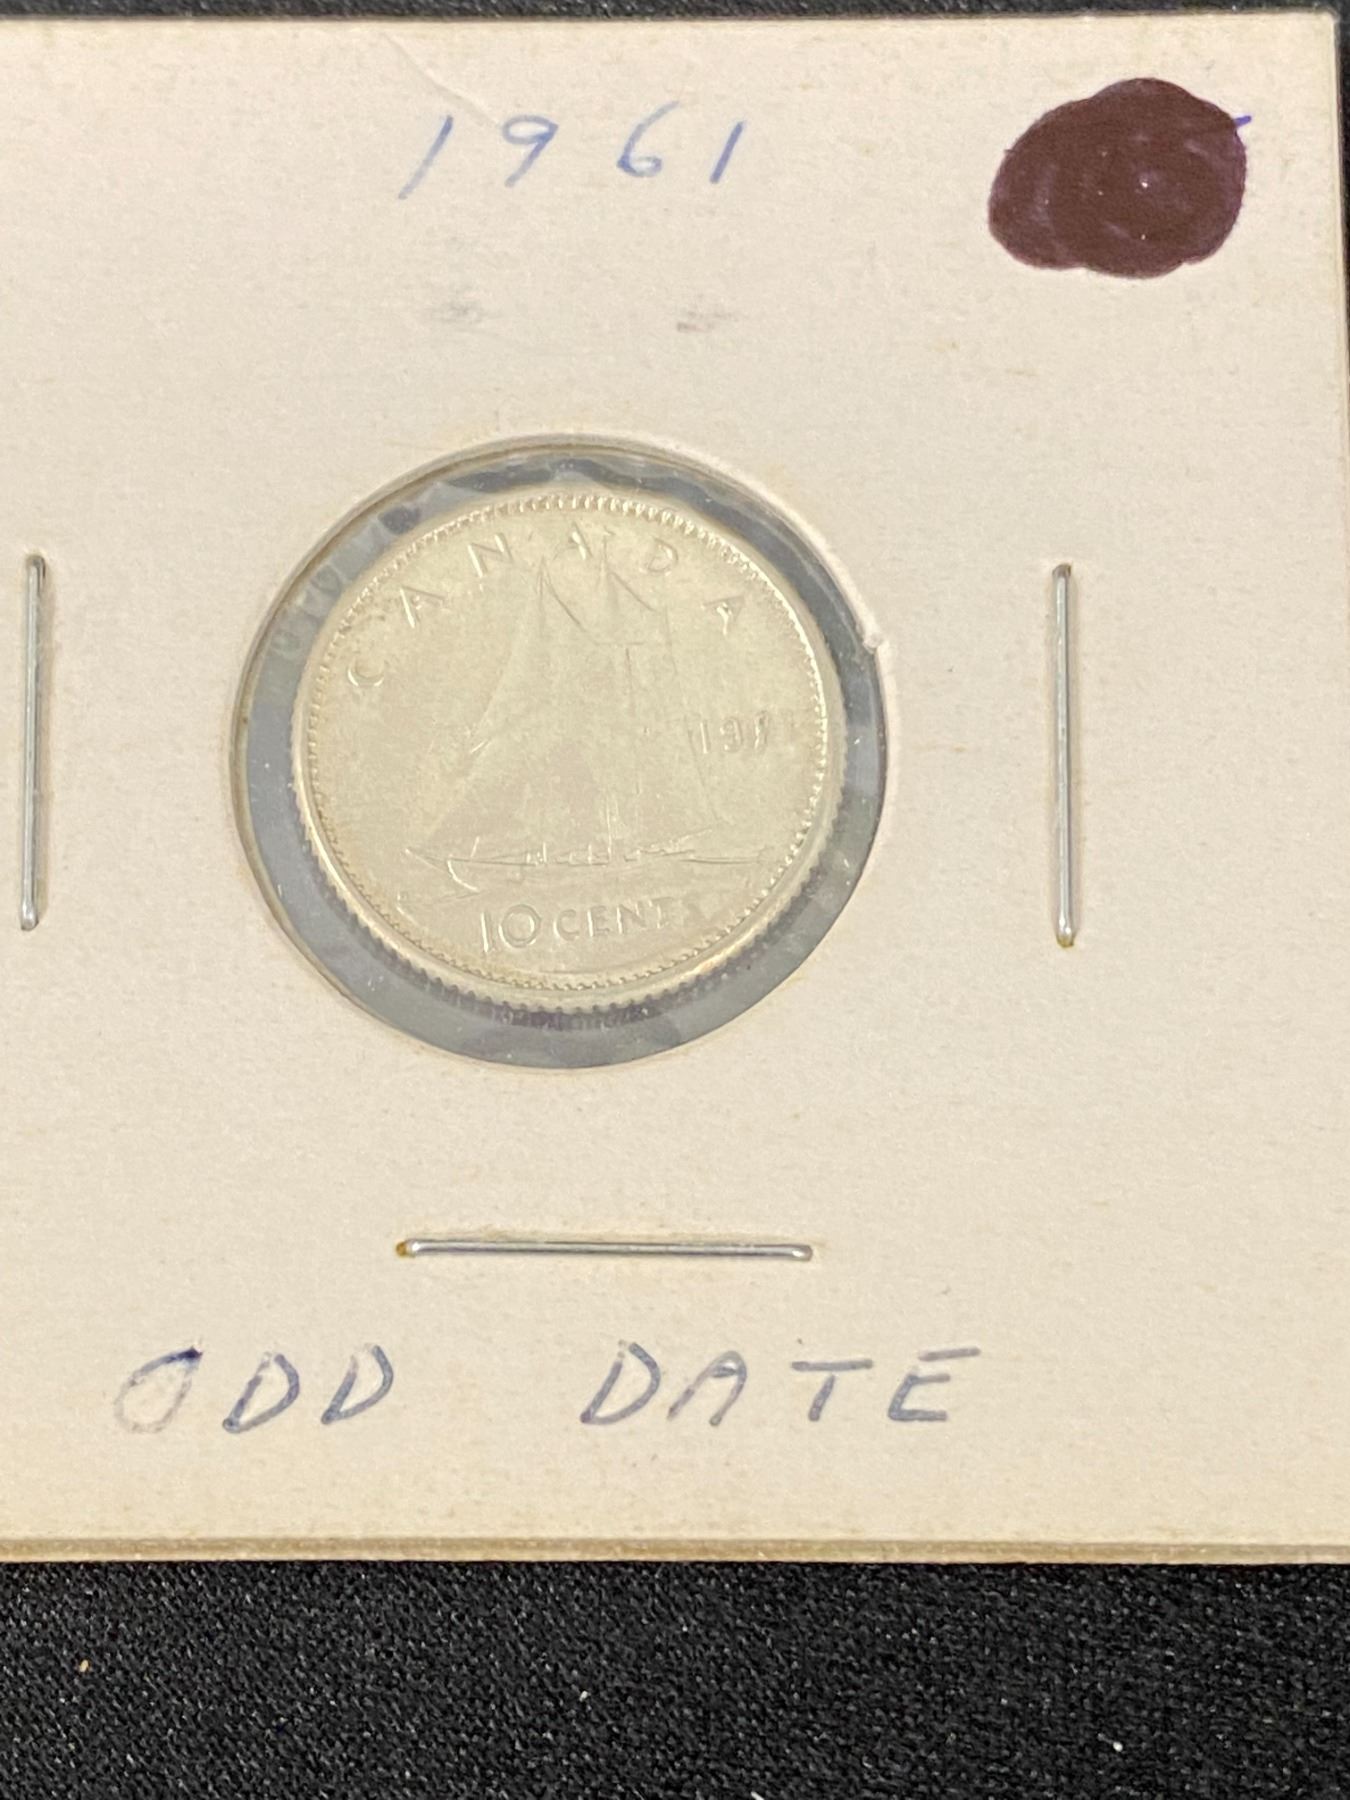 1961
CANADA
10 CENTS
ODD DATE